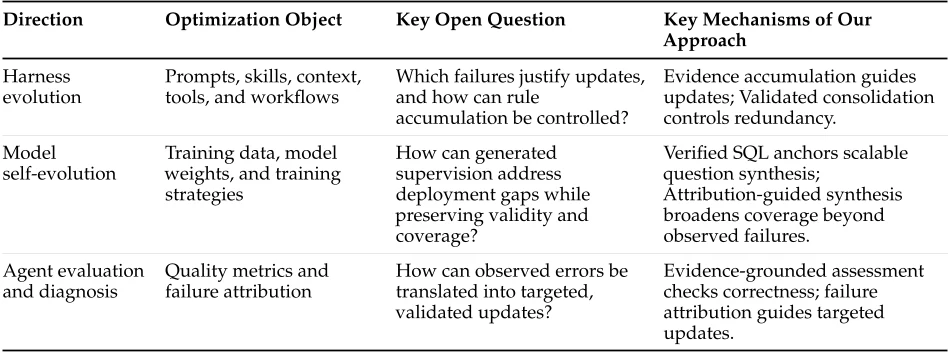 Direction Optimization Object Key Open Question Key Mechanisms of Our Approach
Harness evolution Prompts, skills, context, tools, and workflows Which failures justify updates, and how can rule accumulation be controlled? Evidence accumulation guides updates; Validated consolidation controls redundancy.
Model self-evolution Training data, model weights, and training strategies How can generated supervision address deployment gaps while preserving validity and coverage? Verified SQL anchors scalable question synthesis; Attribution-guided synthesis broadens coverage beyond observed failures.
Agent evaluation and diagnosis Quality metrics and failure attribution How can observed errors be translated into targeted, validated updates? Evidence-grounded assessment checks correctness; failure attribution guides targeted updates.